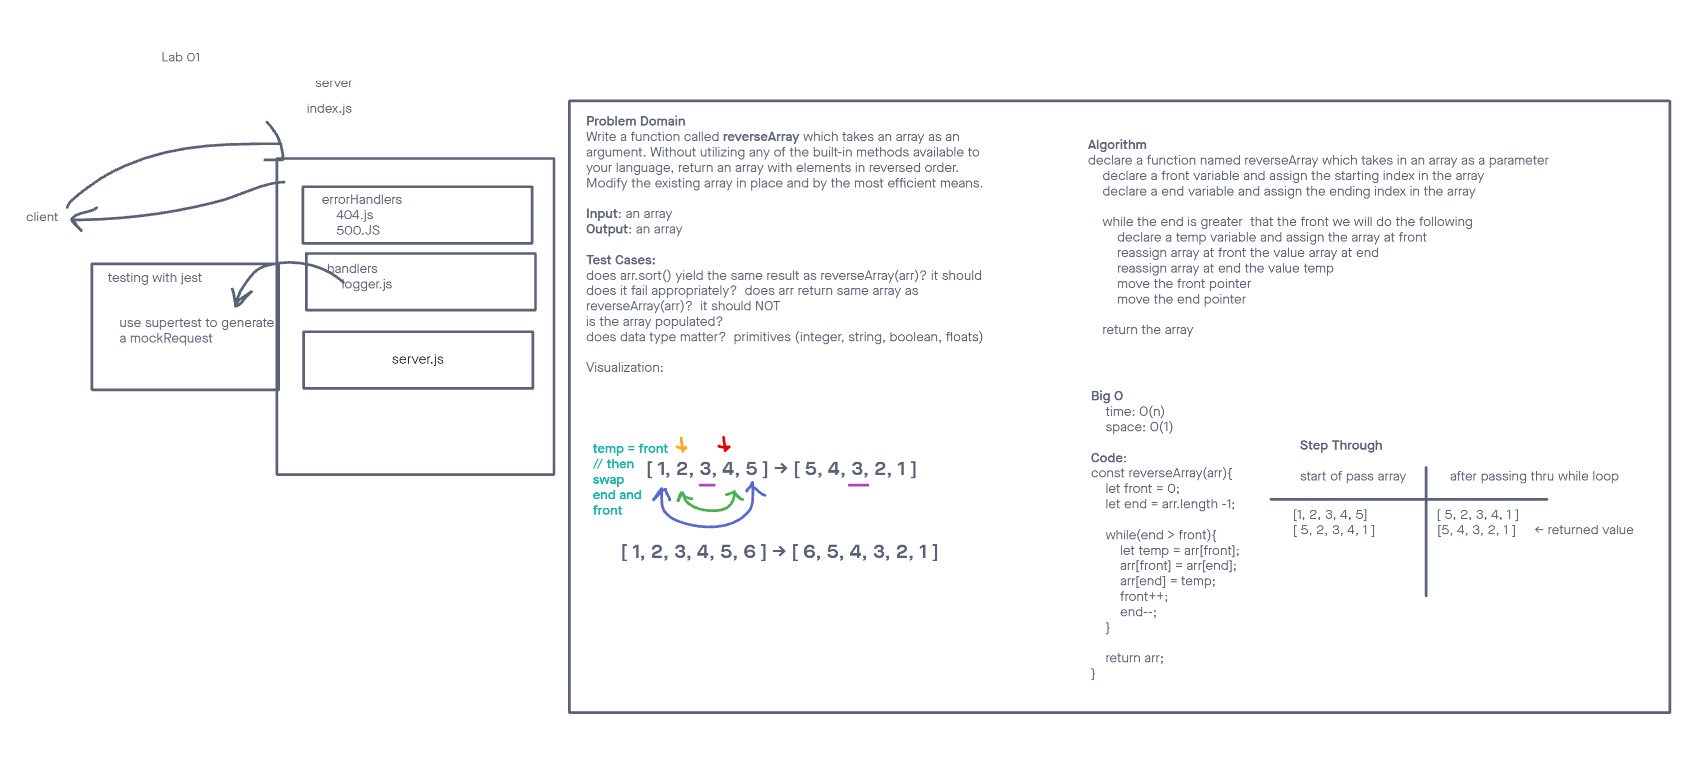 Lab 01
server
index.js
client
errorHandlers
404.js
500.JS
handlers
logger.js
testing with jest
use supertest to generate
a mockRequest
server.js
Problem Domain
Write a function called reverseArray which takes an array as an
argument. Without utilizing any of the built-in methods available to
your language, return an array with elements in reversed order.
Modify the existing array in place and by the most efficient means.
Input: an array
Output: an array
Test Cases:
does arr.sort() yield the same result as reverseArray(arr)? it should
does it fail appropriately?  does arr return same array as
reverseArray(arr)?  it should NOT
is the array populated?
does data type matter?  primitives (integer, string, boolean, floats)
Visualization:
temp = front
// then
swap
end and
front
[ 1, 2, 3, 4, 5 ] → [ 5, 4, 3, 2, 1 ]
[ 1, 2, 3, 4, 5, 6 ] → [ 6, 5, 4, 3, 2, 1 ]
Algorithm
declare a function named reverseArray which takes in an array as a parameter
declare a front variable and assign the starting index in the array
declare a end variable and assign the ending index in the array
while the end is greater  that the front we will do the following
declare a temp variable and assign the array at front
reassign array at front the value array at end
reassign array at end the value temp
move the front pointer
move the end pointer
return the array
Big O
time: O(n)
space: O(1)
Code:
const reverseArray(arr){
let front = 0;
let end = arr.length -1;
while(end > front){
let temp = arr[front];
arr[front] = arr[end];
arr[end] = temp;
front++;
end--;
}
return arr;
}
Step Through
start of pass array
after passing thru while loop
[1, 2, 3, 4, 5]
[ 5, 2, 3, 4, 1 ]
[ 5, 2, 3, 4, 1 ]
[5, 4, 3, 2, 1 ]
← returned value